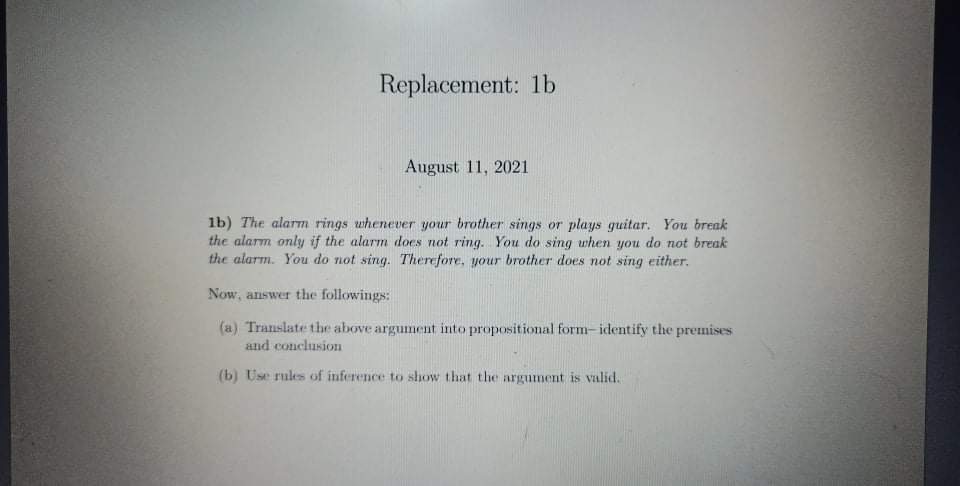 Replacement: 1b
August 11, 2021
1b) The alarm rings whenever your brother sings or plays guitar. You break
the alarm only if the alarm does not ring. You do sing when you do not break
the alarm. You do not sing. Therefore, your brother does not sing either.
Now, answer the followings:
(a) Translate the above argument into propositional form– identify the premises
and conclusion
(b) Use rules of inference to show that the argument is valid.